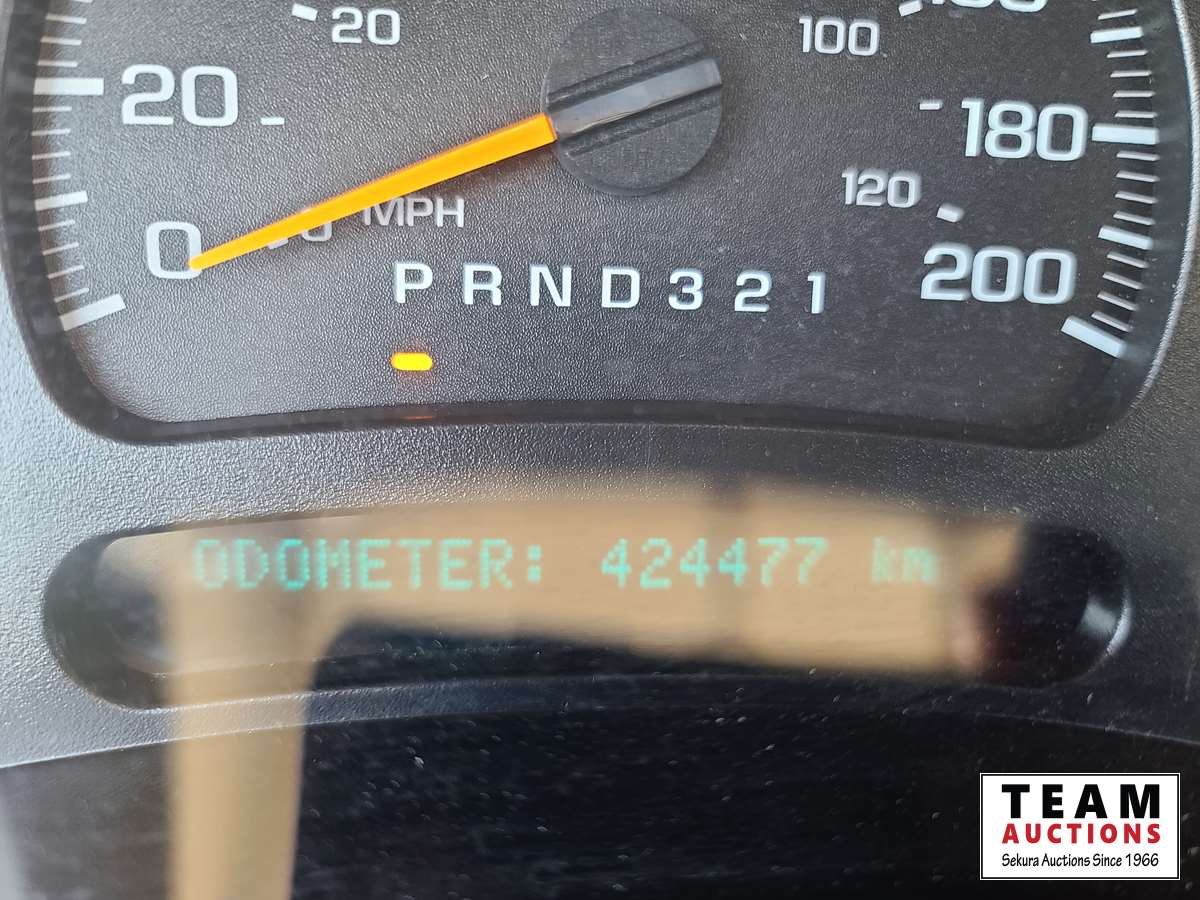 20
100
20
180
120
MPH
0
200
P R N D 3 2 1
ODOMETER: 424477 km
TEAM
AUCTIONS
Sekura Auctions Since 1966